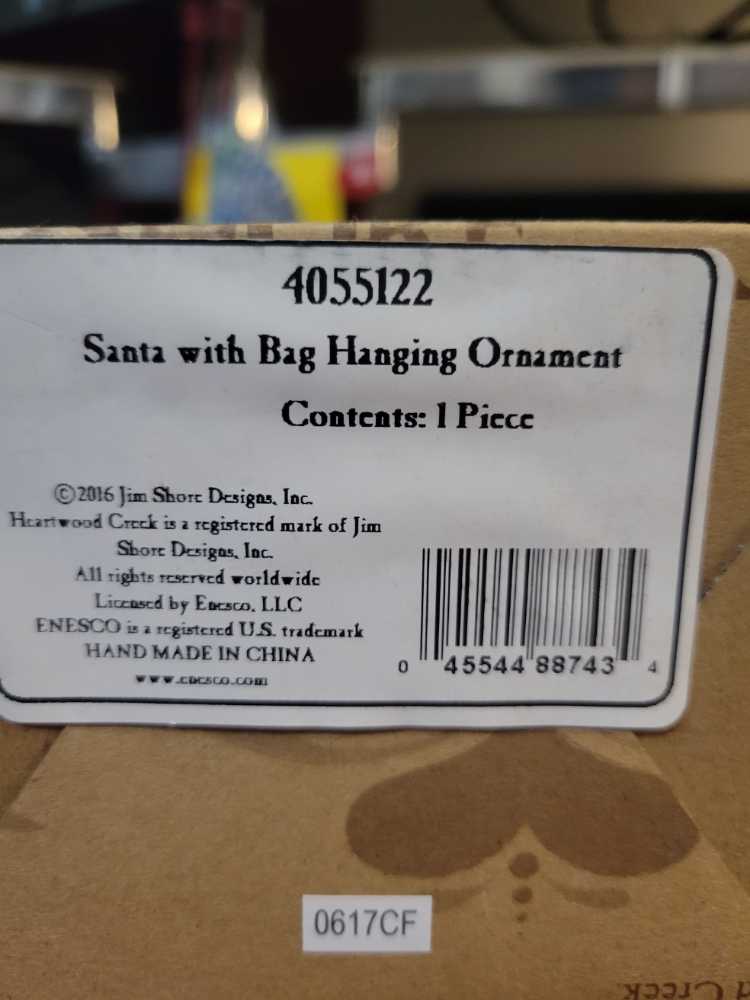 4055122
Santa with Bag Hanging Ornament
Contents: 1 Piece
©2016 Jim Shore Designs, Inc.
Heartwood Creek is a registered mark of Jim
Shore Designs, Inc.
All rights reserved worldwide
Licensed by Enesco, LLC
ENESCO is a registered U.S. trademark
HAND MADE IN CHINA
www.enesco.com
0 45544 88743 4
0617CF
Creek